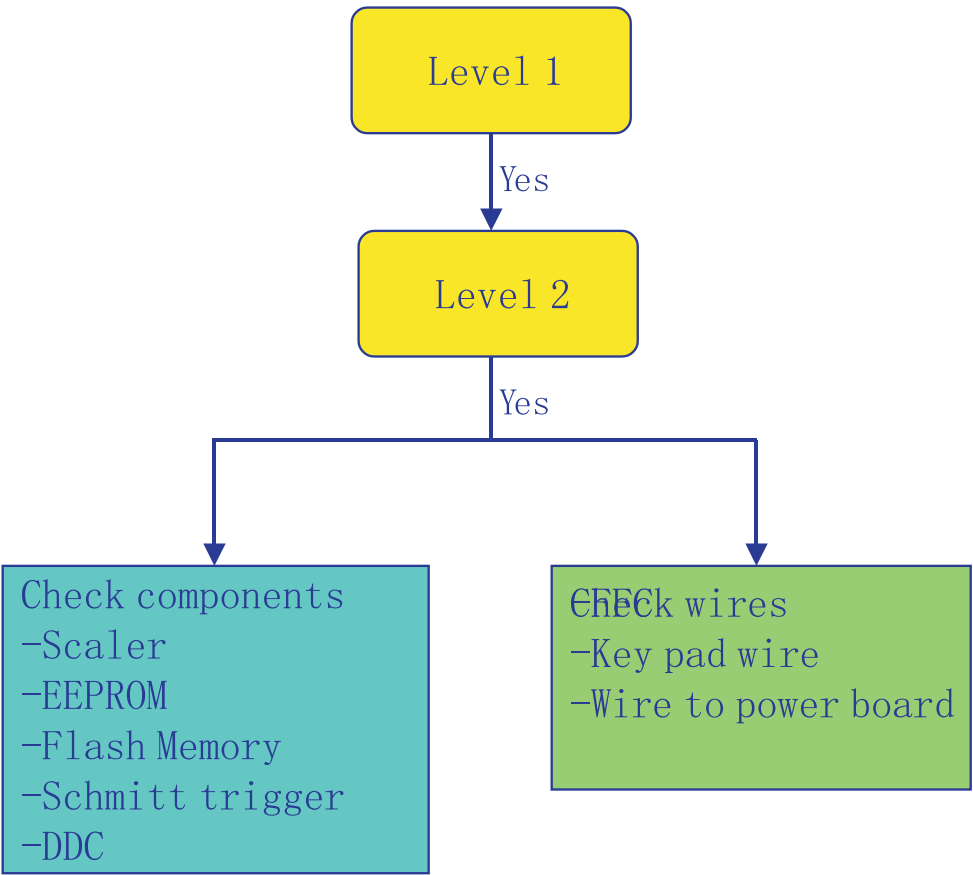 Level 1
Yes
Level 2
Yes
Check components
-Scaler
-EEPROM
-Flash Memory
-Schmitt trigger
-DDC
Check wires
-Key pad wire
-Wire to power board